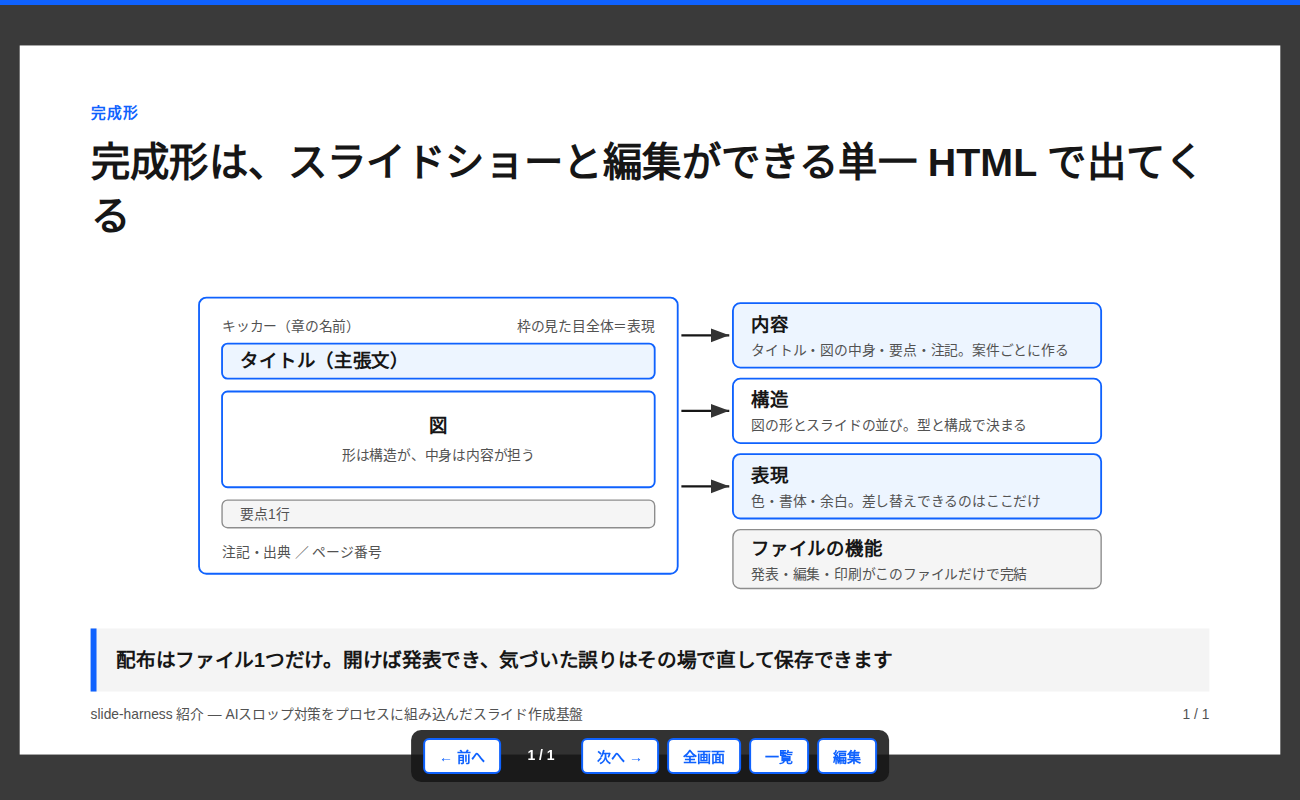 完成形
完成形は、スライドショーと編集ができる単一 HTML で出てく
る
キッカー（章の名前）
枠の見た目全体＝表現
タイトル（主張文）
図
形は構造が、中身は内容が担う
要点1行
注記・出典 ／ ページ番号
内容
タイトル・図の中身・要点・注記。案件ごとに作る
構造
図の形とスライドの並び。型と構成で決まる
表現
色・書体・余白。差し替えできるのはここだけ
ファイルの機能
発表・編集・印刷がこのファイルだけで完結
配布はファイル1つだけ。開けば発表でき、気づいた誤りはその場で直して保存できます
slide-harness 紹介 — AIスロップ対策をプロセスに組み込んだスライド作成基盤
1 / 1
← 前へ
1 / 1
次へ →
全画面
一覧
編集